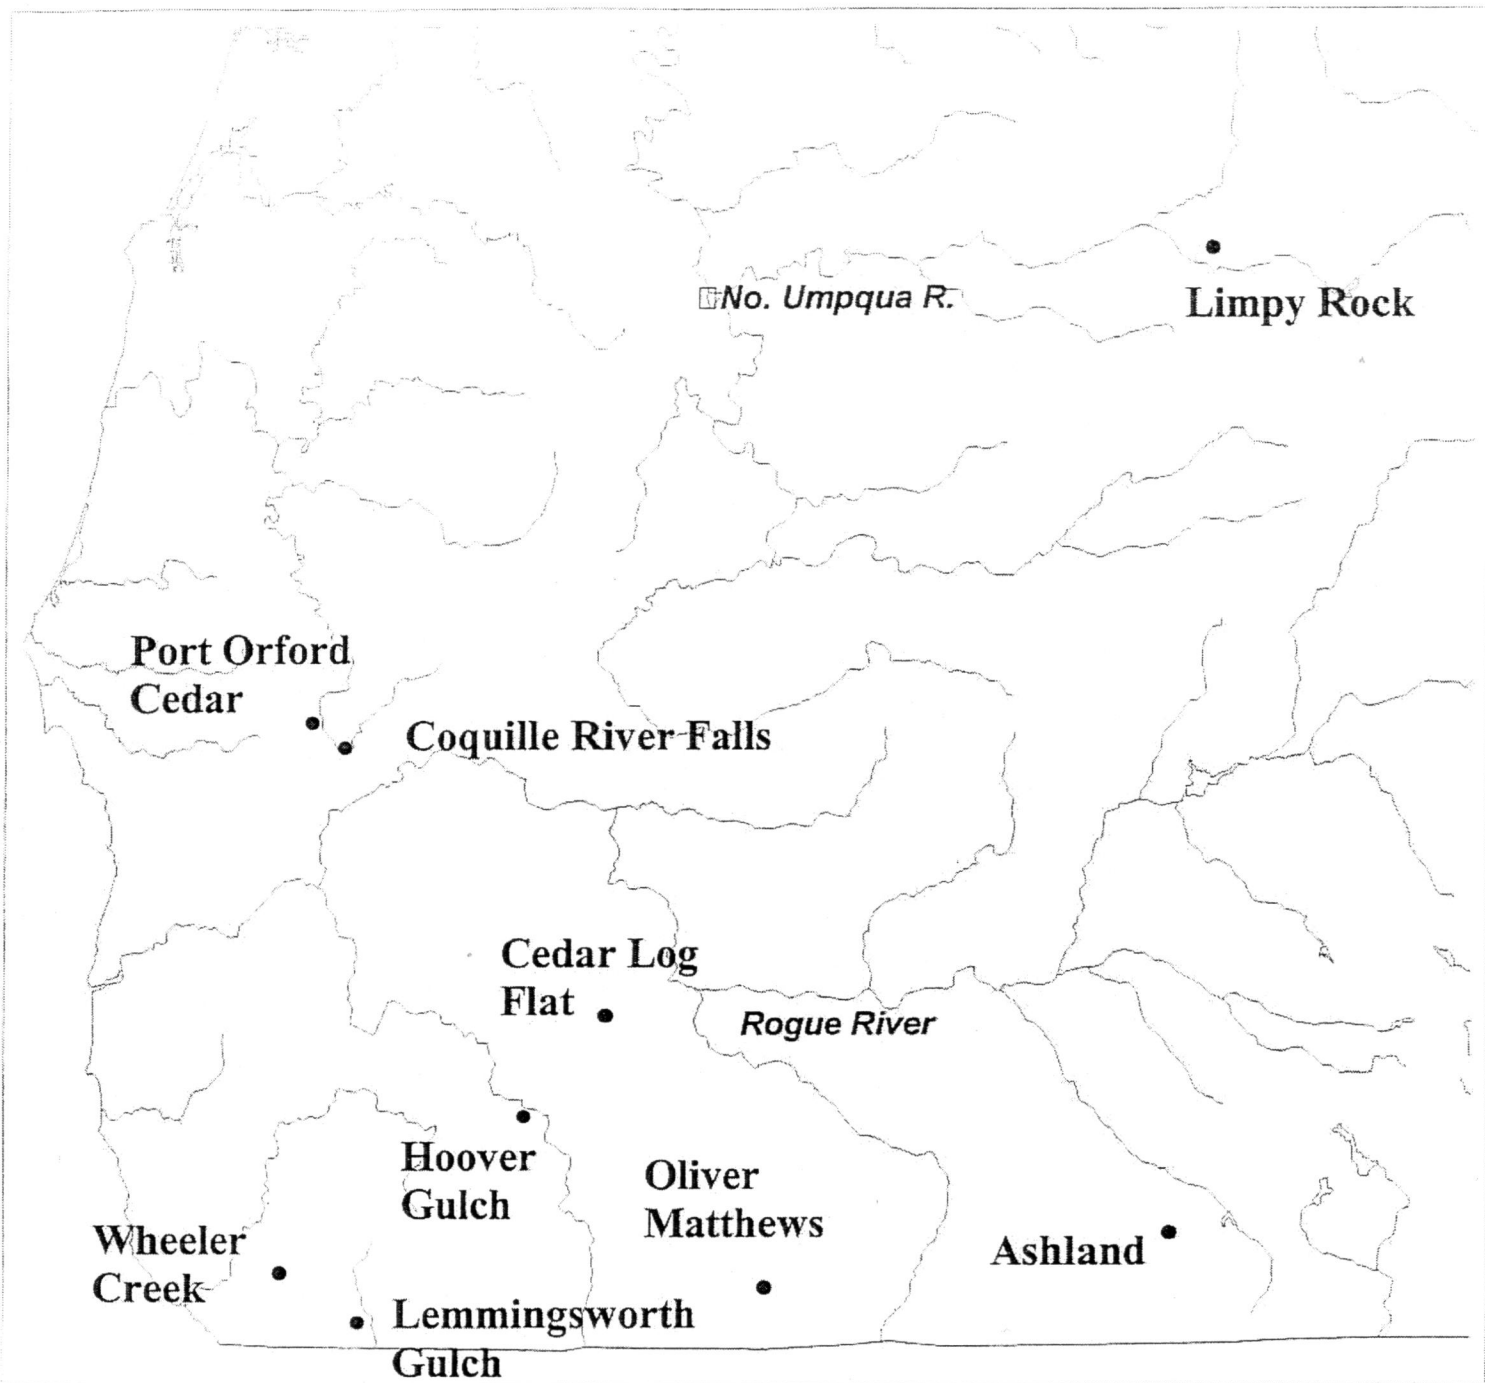 No. Umpqua R.
Limpy Rock
Port Orford
Cedar
Coquille River Falls
Cedar Log
Flat
Rogue River
Hoover
Gulch
Oliver
Matthews
Wheeler
Creek
Ashland
Lemmingsworth
Gulch